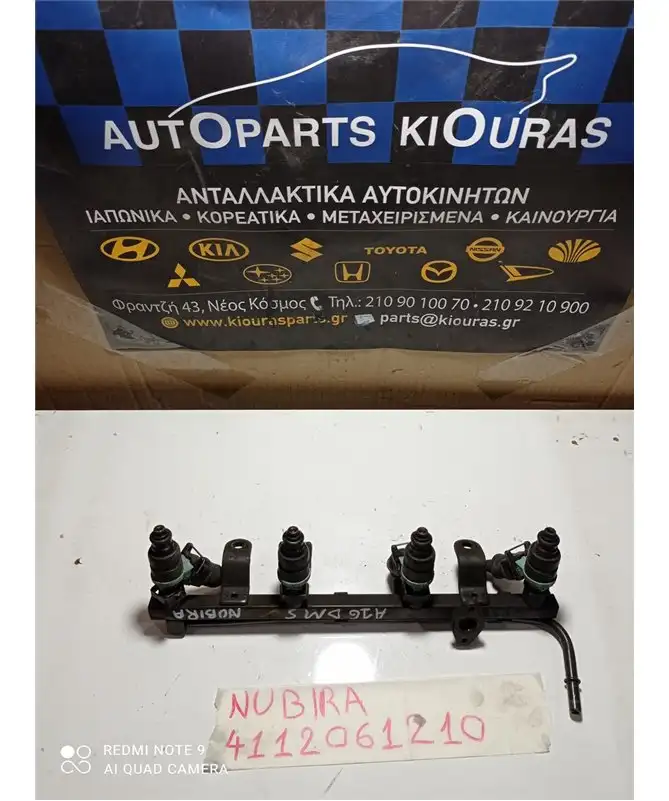 AUTOPARTS KIOURAS
ΑΝΤΑΛΛΑΚΤΙΚΑ ΑΥΤΟΚΙΝΗΤΩΝ
ΙΑΠΩΝΙΚΑ • ΚΟΡΕΑΤΙΚΑ • ΜΕΤΑΧΕΙΡΙΣΜΕΝΑ • ΚΑΙΝΟΥΡΓΙΑ
KIA TOYOTA NISSAN
Φραντζή 43, Νέος Κόσμος Τηλ.: 210 90 100 70 • 210 9210 900
www.kiourasparts.gr parts@kiouras.gr
NUBIRA A16 DMS
NUBIRA
4112061210
REDMI NOTE 9
AI QUAD CAMERA